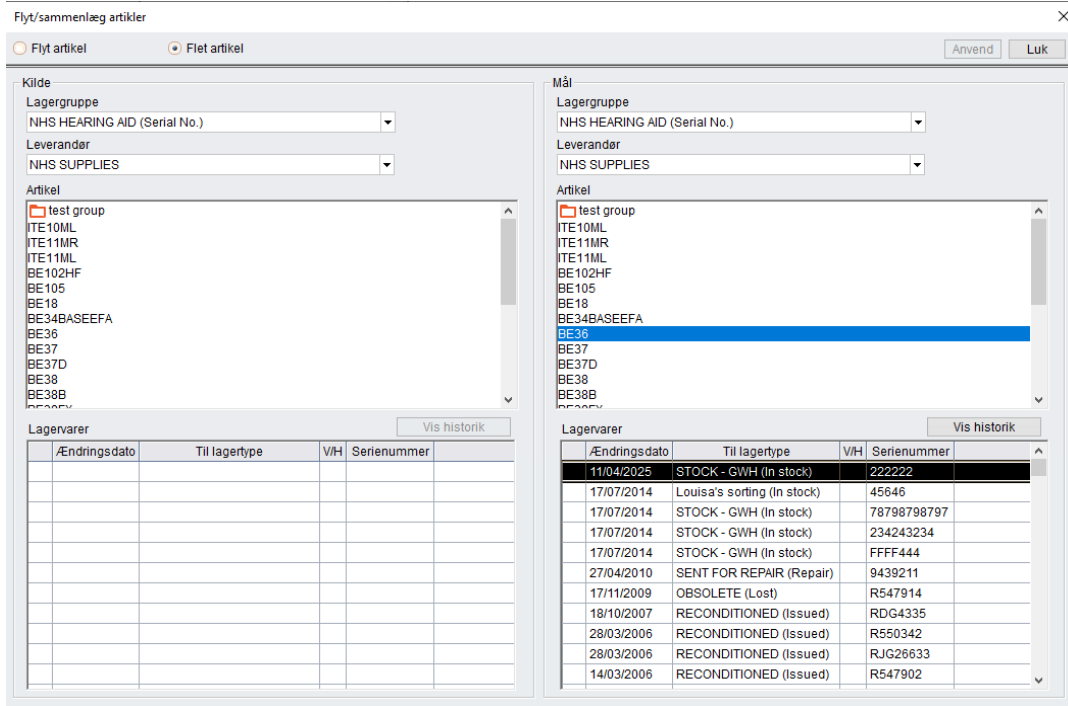 Flyt/sammenlæg artikler
Flyt artikel
Flet artikel
Anvend
Luk
Kilde
Lagergruppe
NHS HEARING AID (Serial No.)
Leverandør
NHS SUPPLIES
Artikel
test group
ITE10ML
ITE11MR
ITE11ML
BE102HF
BE105
BE18
BE34BASEEFA
BE36
BE37
BE37D
BE38
BE38B
Lagervarer
Vis historik
Ændringsdato Til lagertype V/H Serienummer
Mål
Lagergruppe
NHS HEARING AID (Serial No.)
Leverandør
NHS SUPPLIES
Artikel
test group
ITE10ML
ITE11MR
ITE11ML
BE102HF
BE105
BE18
BE34BASEEFA
BE36
BE37
BE37D
BE38
BE38B
Lagervarer
Vis historik
Ændringsdato Til lagertype V/H Serienummer
11/04/2025 STOCK - GWH (In stock) 222222
17/07/2014 Louisa's sorting (In stock) 45646
17/07/2014 STOCK - GWH (In stock) 78798798797
17/07/2014 STOCK - GWH (In stock) 234243234
17/07/2014 STOCK - GWH (In stock) FFFF444
27/04/2010 SENT FOR REPAIR (Repair) 9439211
17/11/2009 OBSOLETE (Lost) R547914
18/10/2007 RECONDITIONED (Issued) RDG4335
28/03/2006 RECONDITIONED (Issued) R550342
28/03/2006 RECONDITIONED (Issued) RJG26633
14/03/2006 RECONDITIONED (Issued) R547902